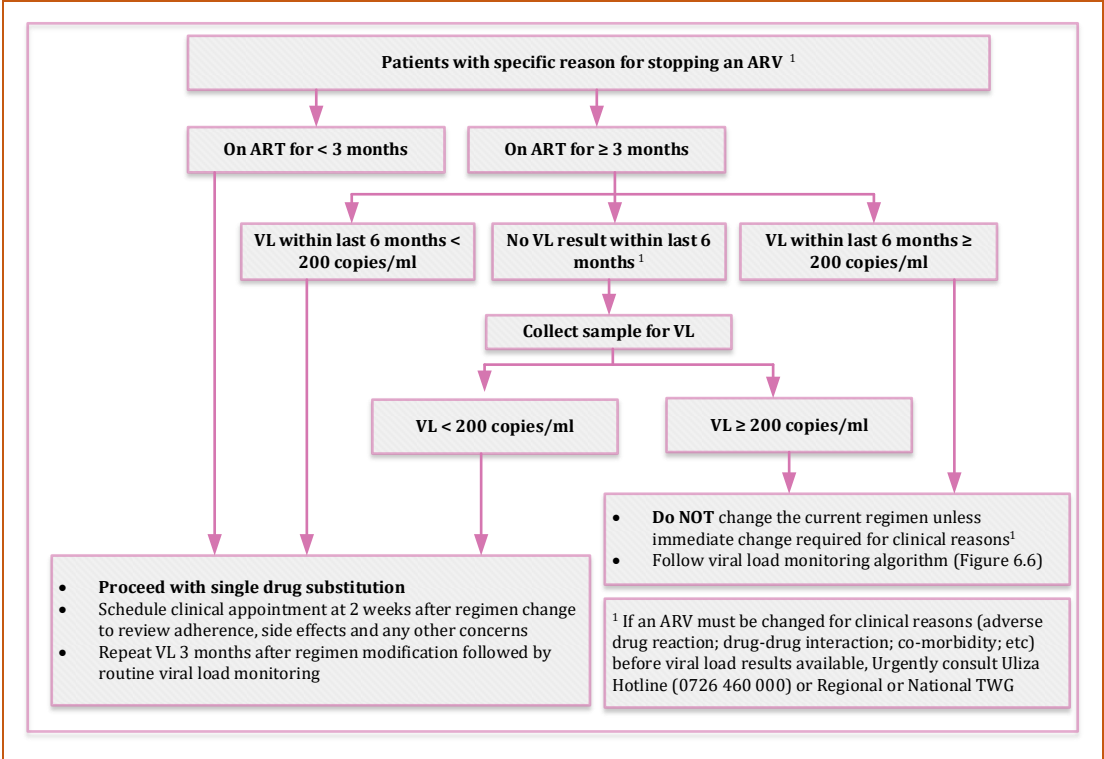 Patients with specific reason for stopping an ARV ¹
On ART for < 3 months
On ART for ≥ 3 months
VL within last 6 months <
200 copies/ml
No VL result within last 6
months ¹
VL within last 6 months ≥
200 copies/ml
Collect sample for VL
VL < 200 copies/ml
VL ≥ 200 copies/ml
• Do NOT change the current regimen unless
immediate change required for clinical reasons¹
• Follow viral load monitoring algorithm (Figure 6.6)
• Proceed with single drug substitution
• Schedule clinical appointment at 2 weeks after regimen change
to review adherence, side effects and any other concerns
• Repeat VL 3 months after regimen modification followed by
routine viral load monitoring
¹ If an ARV must be changed for clinical reasons (adverse
drug reaction; drug-drug interaction; co-morbidity; etc)
before viral load results available, Urgently consult Uliza
Hotline (0726 460 000) or Regional or National TWG